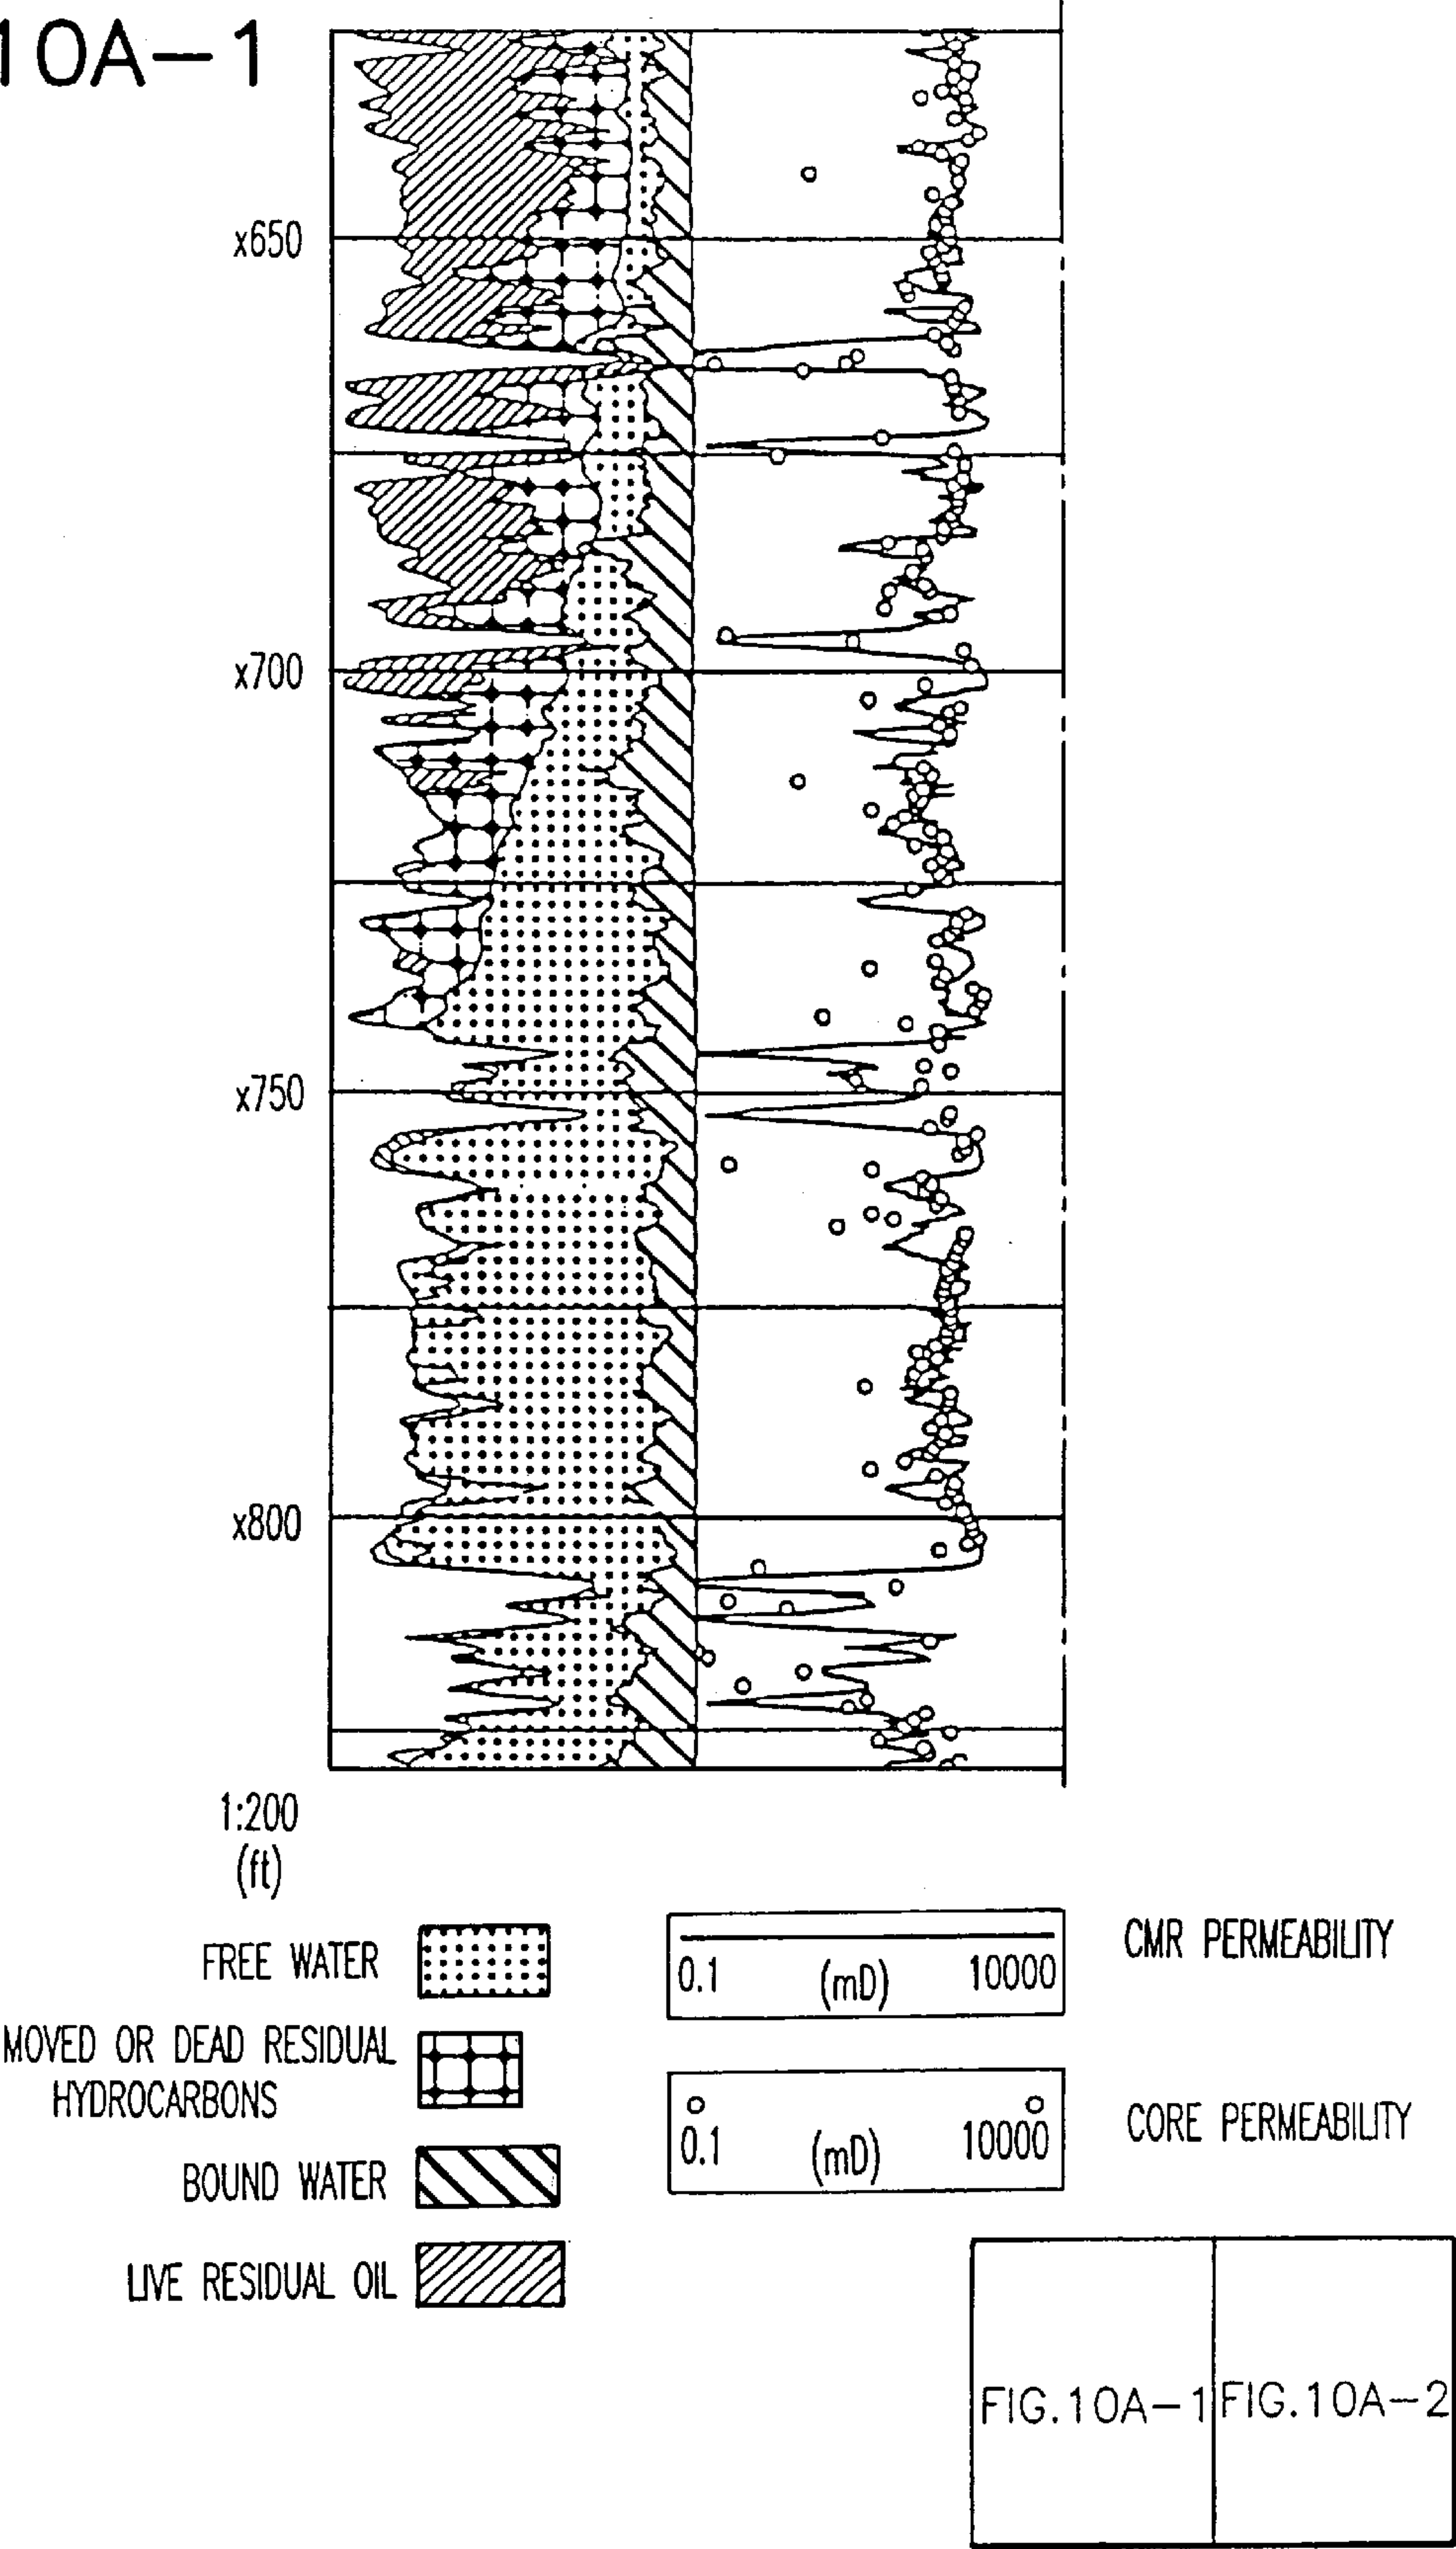 10A-1
x650
x700
x750
x800
1:200
(ft)
FREE WATER
MOVED OR DEAD RESIDUAL
HYDROCARBONS
BOUND WATER
LIVE RESIDUAL OIL
0.1 (mD) 10000
CMR PERMEABILITY
0.1 (mD) 10000
CORE PERMEABILITY
FIG.10A-1
FIG.10A-2